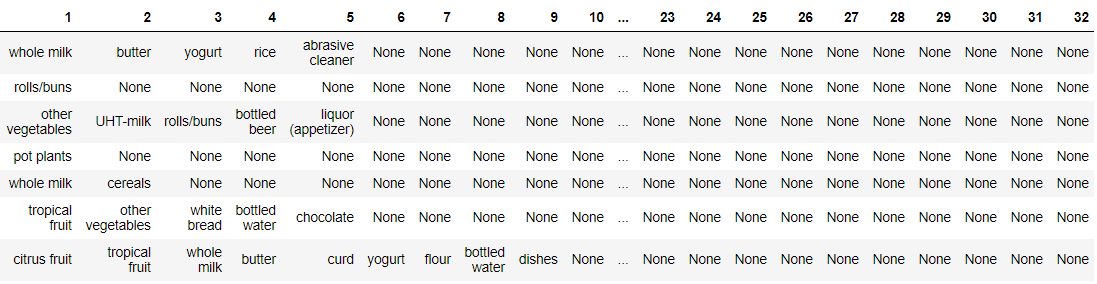 1 2 3 4 5 6 7 8 9 10 ... 23 24 25 26 27 28 29 30 31 32
whole milk butter yogurt rice abrasive cleaner None None None None None ... None None None None None None None None None None
rolls/buns None None None None None None None None None ... None None None None None None None None None None
other vegetables UHT-milk rolls/buns bottled beer liquor (appetizer) None None None None None ... None None None None None None None None None None
pot plants None None None None None None None None None ... None None None None None None None None None None
whole milk cereals None None None None None None None None ... None None None None None None None None None None
tropical fruit other vegetables white bread bottled water chocolate None None None None None ... None None None None None None None None None None
citrus fruit tropical fruit whole milk butter curd yogurt flour bottled water dishes None ... None None None None None None None None None None